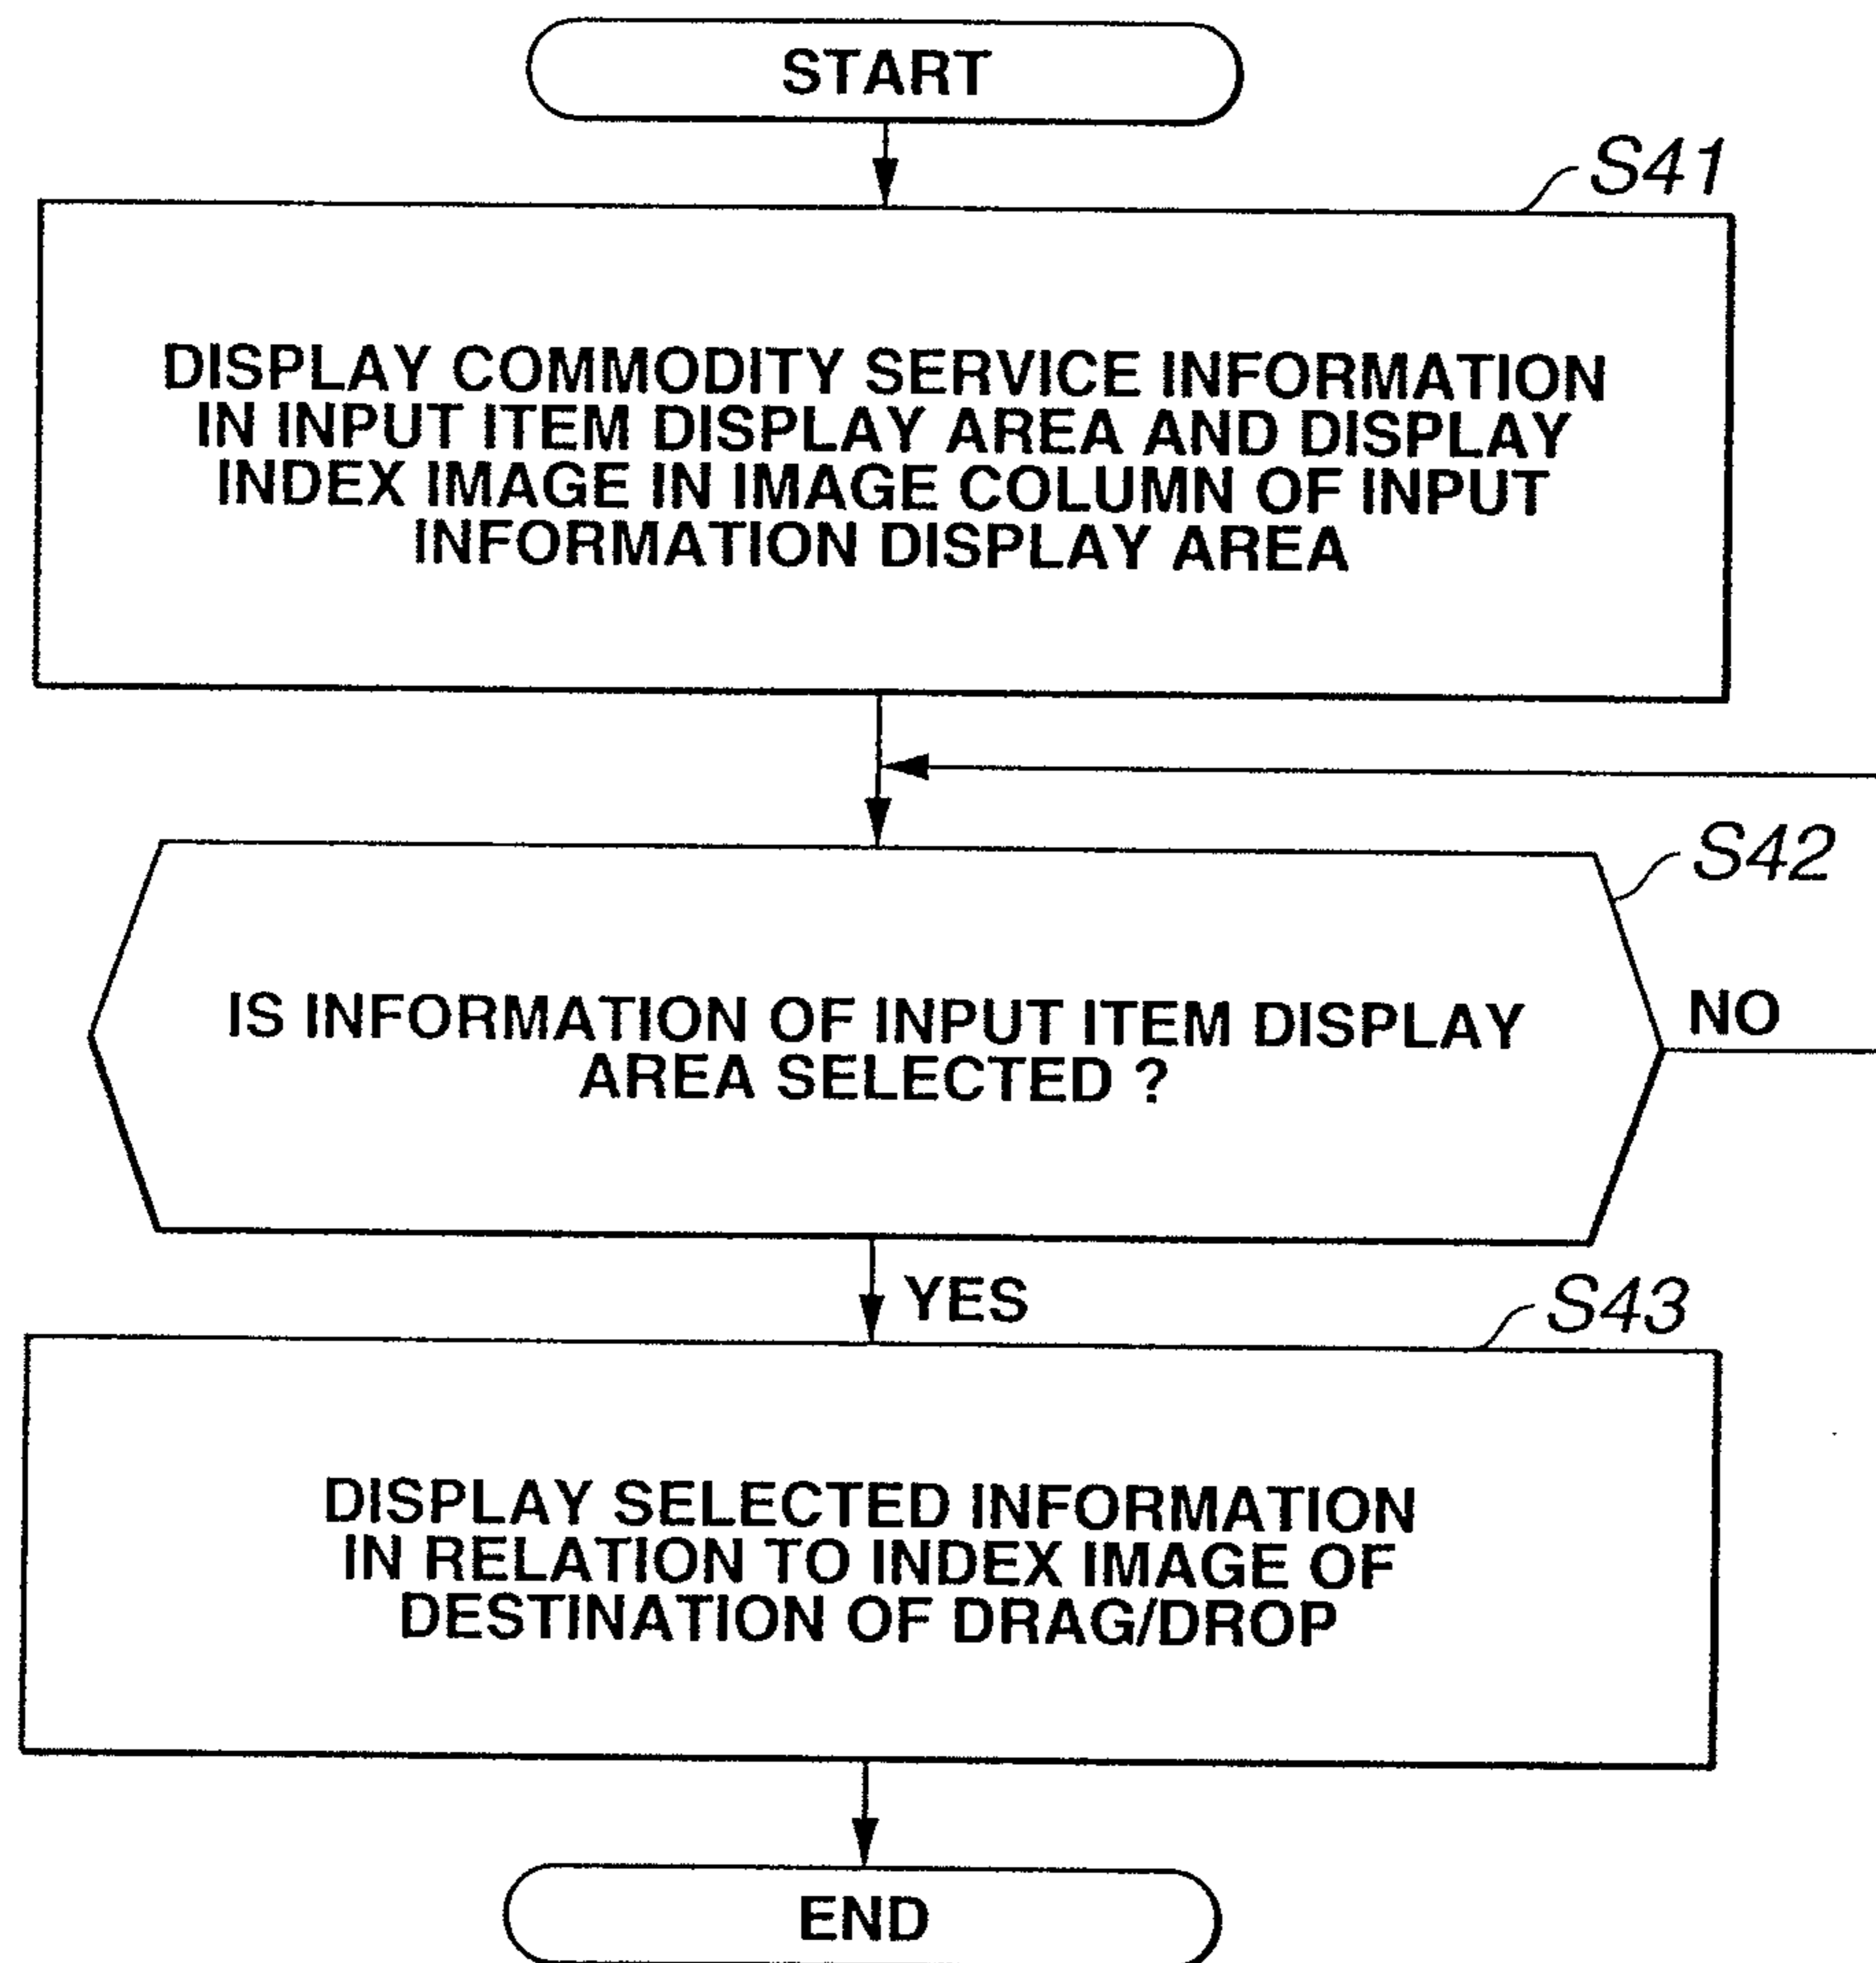 START
S41
DISPLAY COMMODITY SERVICE INFORMATION
IN INPUT ITEM DISPLAY AREA AND DISPLAY
INDEX IMAGE IN IMAGE COLUMN OF INPUT
INFORMATION DISPLAY AREA
S42
IS INFORMATION OF INPUT ITEM DISPLAY
AREA SELECTED ?
NO
YES
S43
DISPLAY SELECTED INFORMATION
IN RELATION TO INDEX IMAGE OF
DESTINATION OF DRAG/DROP
END